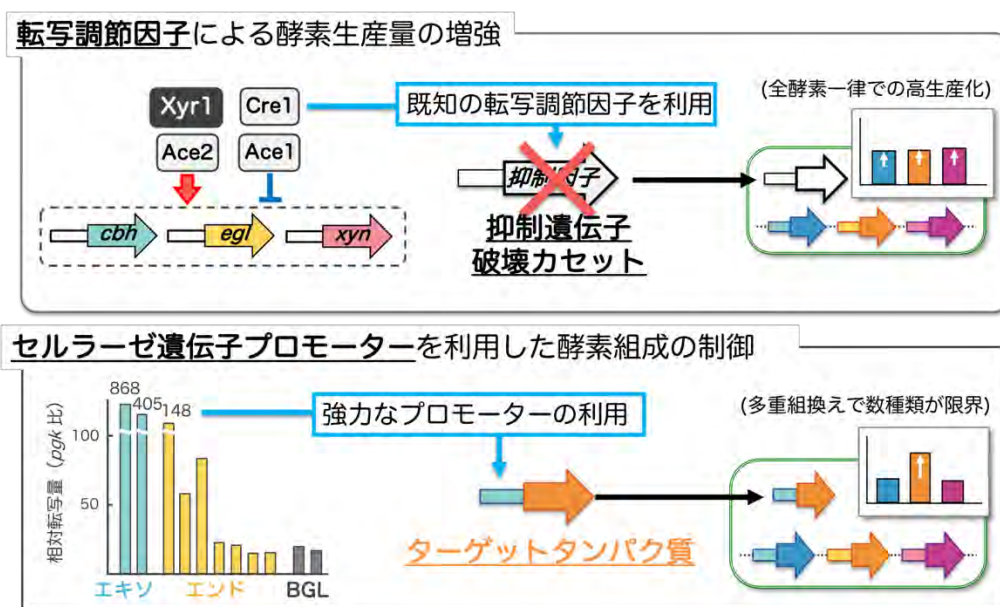 転写調節因子による酵素生産量の増強
Xyr1
Cre1
Ace2
Ace1
既知の転写調節因子を利用
(全酵素一律での高生産化)
抑制因子
cbh
egl
xyn
抑制遺伝子
破壊カセット
セルラーゼ遺伝子プロモーターを利用した酵素組成の制御
868
405
148
強力なプロモーターの利用
(多重組換えで数種類が限界)
相対転写量（pgk 比）
100
50
ターゲットタンパク質
エキソ
エンド
BGL